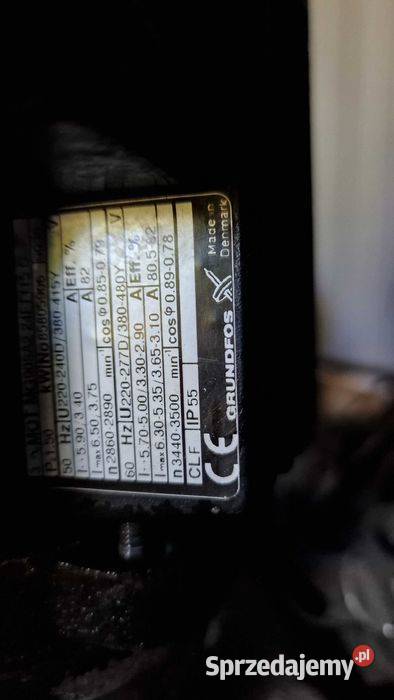 50 Hz U 220-240D/380-415Y V
I 5.90/3.40 A Eff. %
I max 6.50/3.75 A 82
n 2860-2890 min⁻¹ cos φ 0.85-0.79
60 Hz U 220-277D/380-480Y V
I 5.70-5.00/3.30-2.90 A Eff. %
I max 6.30-5.35/3.65-3.10 A 80.5-82
n 3440-3500 min⁻¹ cos φ 0.89-0.78
CL F IP 55
CE GRUNDFOS Made in
Denmark
Sprzedajemy.pl